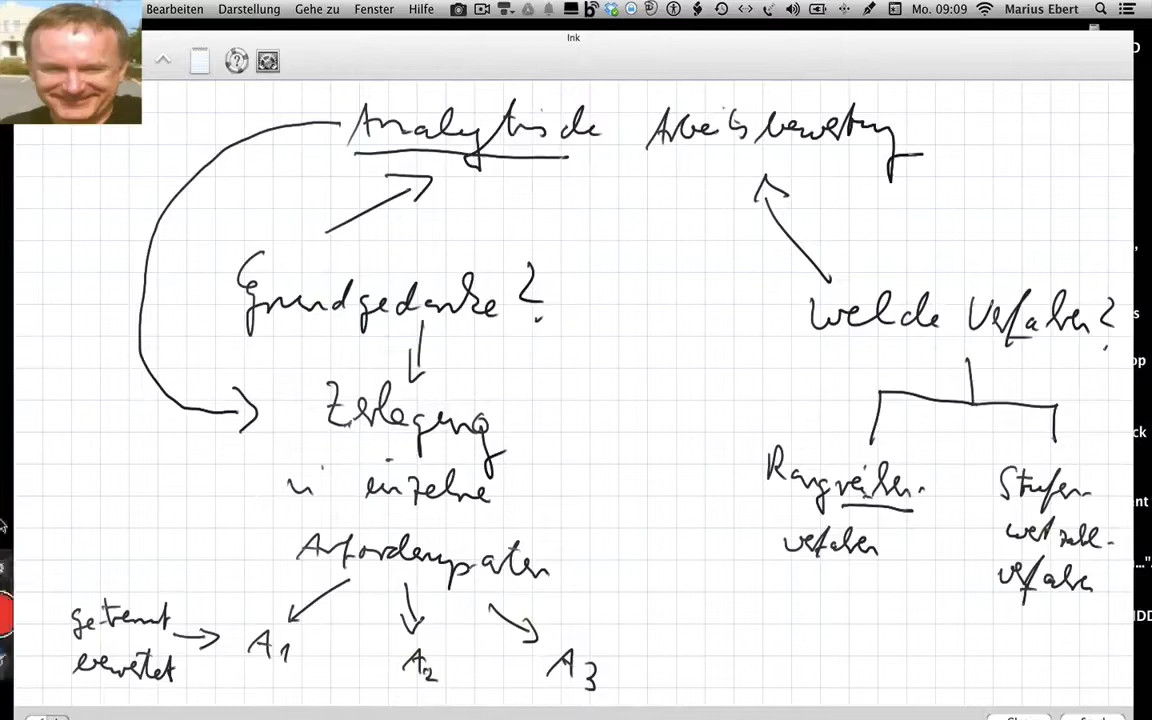 Bearbeiten Darstellung Gehe zu Fenster Hilfe Mo. 09:09 Marius Ebert
Ink
Analytische Arbeitsbewertung
Grundgedanke?
Welche Verfahren?
Zerlegung
in einzelne
Anforderungsarten
Rangreihen-
verfahren
Stufen-
wertzahl-
verfahren
getrennt
bewertet
A1 A2 A3